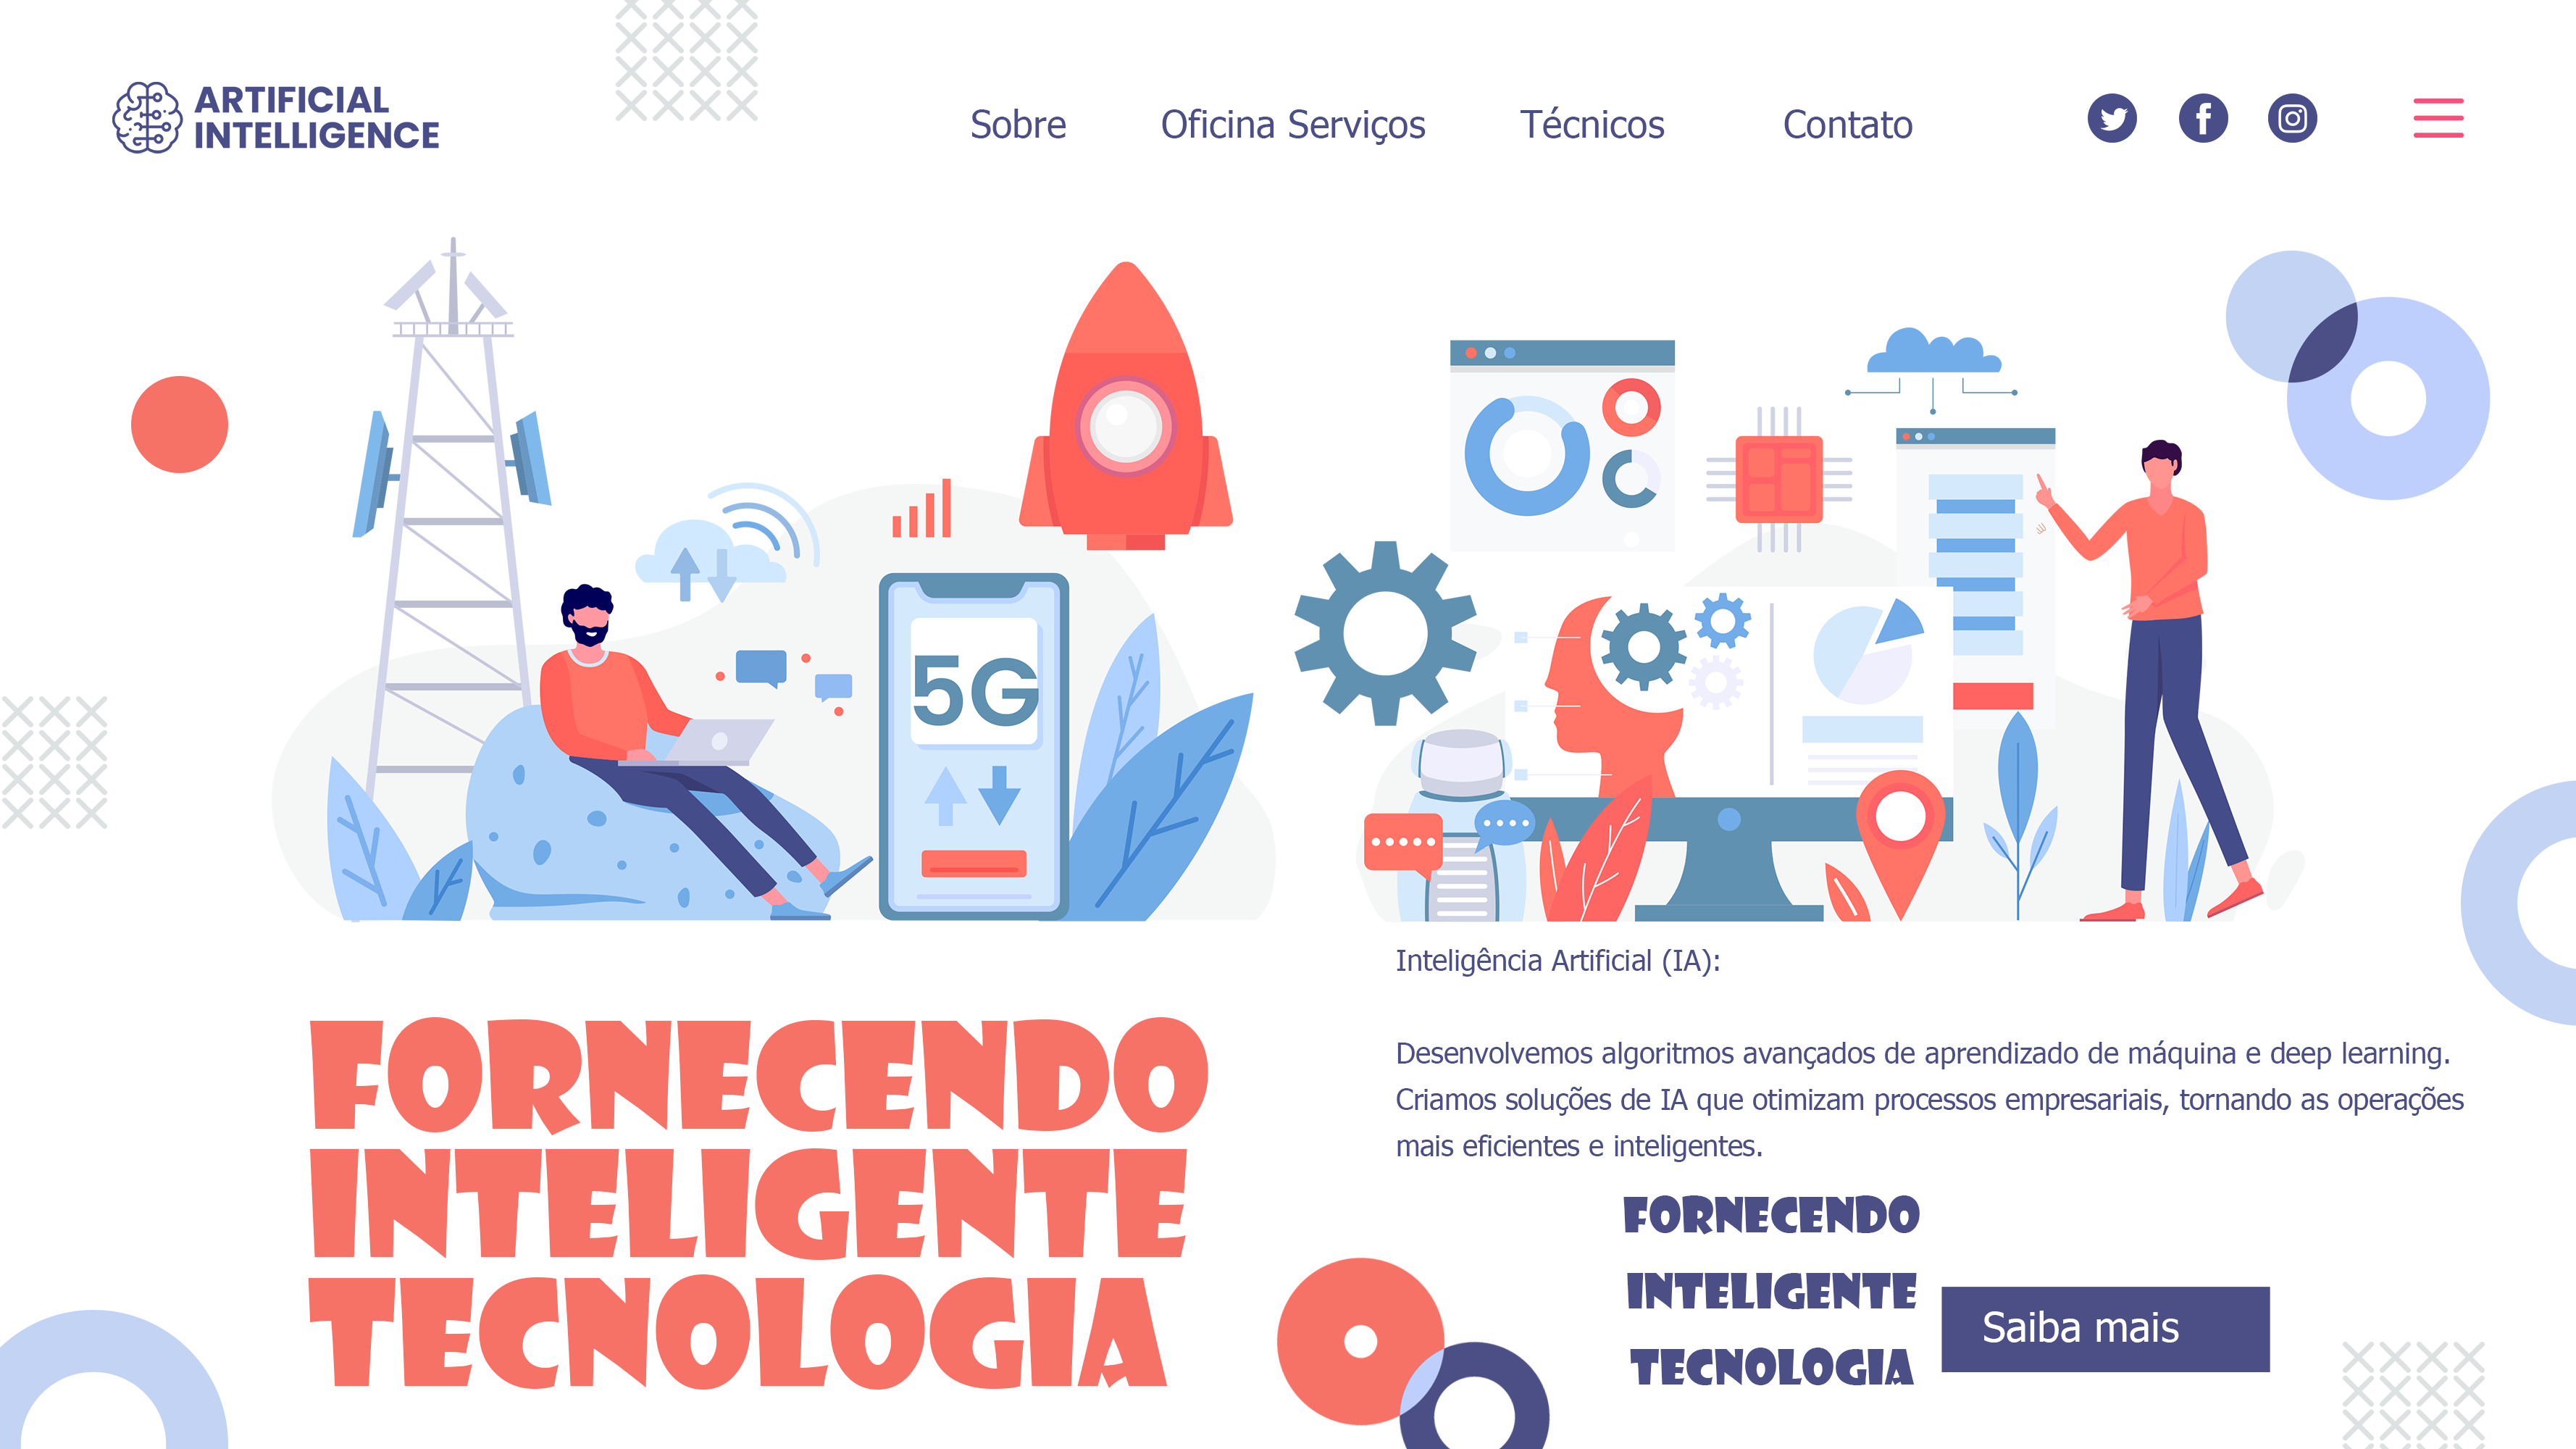 ARTIFICIAL
INTELLIGENCE
Sobre
Oficina Serviços
Técnicos
Contato
5G
Inteligência Artificial (IA):
Desenvolvemos algoritmos avançados de aprendizado de máquina e deep learning.
Criamos soluções de IA que otimizam processos empresariais, tornando as operações
mais eficientes e inteligentes.
FORNECENDO
INTELIGENTE
TECNOLOGIA
FORNECENDO
INTELIGENTE
TECNOLOGIA
Saiba mais